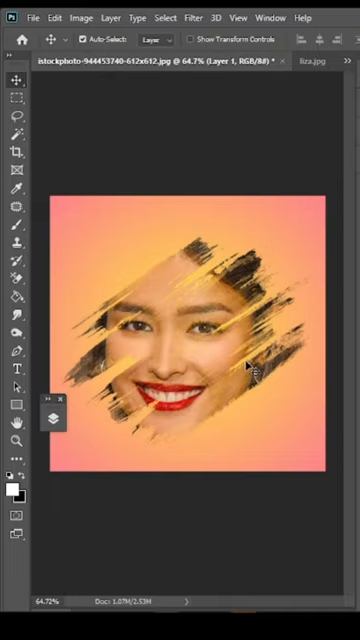 Ps File Edit Image Layer Type Select Filter 3D View Window Help
Auto-Select: Layer Show Transform Controls
istockphoto-944453740-612x612.jpg @ 64.7% (Layer 1, RGB/8#) * × liza.jpg
T
64.72% Doc: 1.07M/2.53M